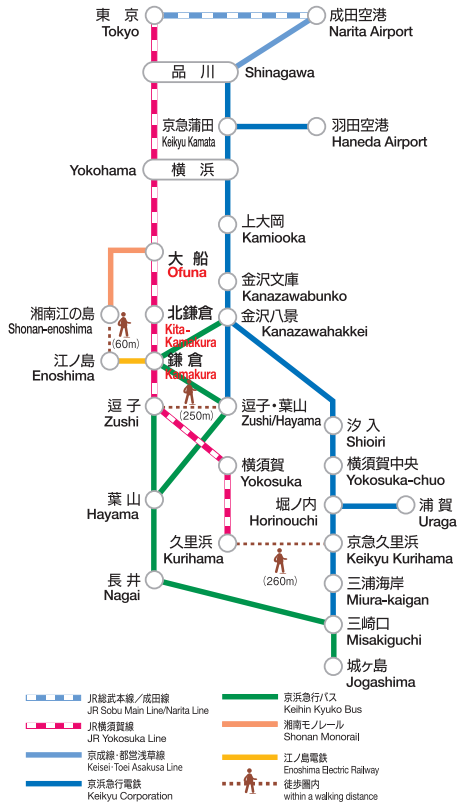 東 京
Tokyo
成田空港
Narita Airport
品 川
Shinagawa
京急蒲田
Keikyu Kamata
羽田空港
Haneda Airport
Yokohama
横 浜
上大岡
Kamiooka
大 船
Ofuna
金沢文庫
Kanazawabunko
湘南江の島
Shonan-enoshima
(60m)
北鎌倉
Kita-
Kamakura
金沢八景
Kanazawahakkei
江ノ島
Enoshima
鎌 倉
Kamakura
逗 子
Zushi
(250m)
逗子・葉山
Zushi/Hayama
汐 入
Shioiri
横須賀
Yokosuka
横須賀中央
Yokosuka-chuo
葉 山
Hayama
堀ノ内
Horinouchi
浦 賀
Uraga
久里浜
Kurihama
(260m)
京急久里浜
Keikyu Kurihama
長 井
Nagai
三浦海岸
Miura-kaigan
三崎口
Misakiguchi
城ヶ島
Jogashima
JR総武本線／成田線
JR Sobu Main Line/Narita Line
JR横須賀線
JR Yokosuka Line
京成線・都営浅草線
Keisei・Toei Asakusa Line
京浜急行電鉄
Keikyu Corporation
京浜急行バス
Keihin Kyuko Bus
湘南モノレール
Shonan Monorail
江ノ島電鉄
Enoshima Electric Railway
徒歩圏内
within a walking distance